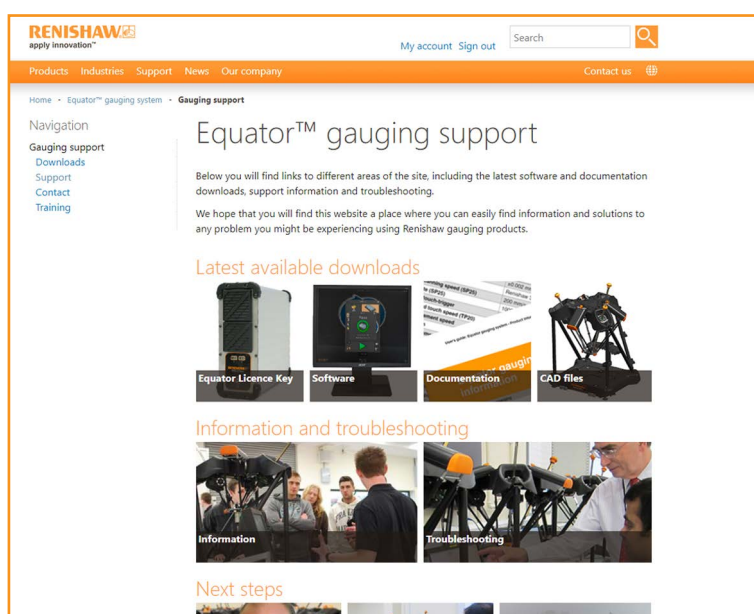 RENISHAW
apply innovation™
My account Sign out
Search
Products Industries Support News Our company
Contact us
Home - Equator™ gauging system - Gauging support
Navigation
Gauging support
Downloads
Support
Contact
Training
Equator™ gauging support
Below you will find links to different areas of the site, including the latest software and documentation
downloads, support information and troubleshooting.
We hope that you will find this website a place where you can easily find information and solutions to
any problem you might be experiencing using Renishaw gauging products.
Latest available downloads
Equator Licence Key
Software
Documentation
CAD files
Information and troubleshooting
Information
Troubleshooting
Next steps